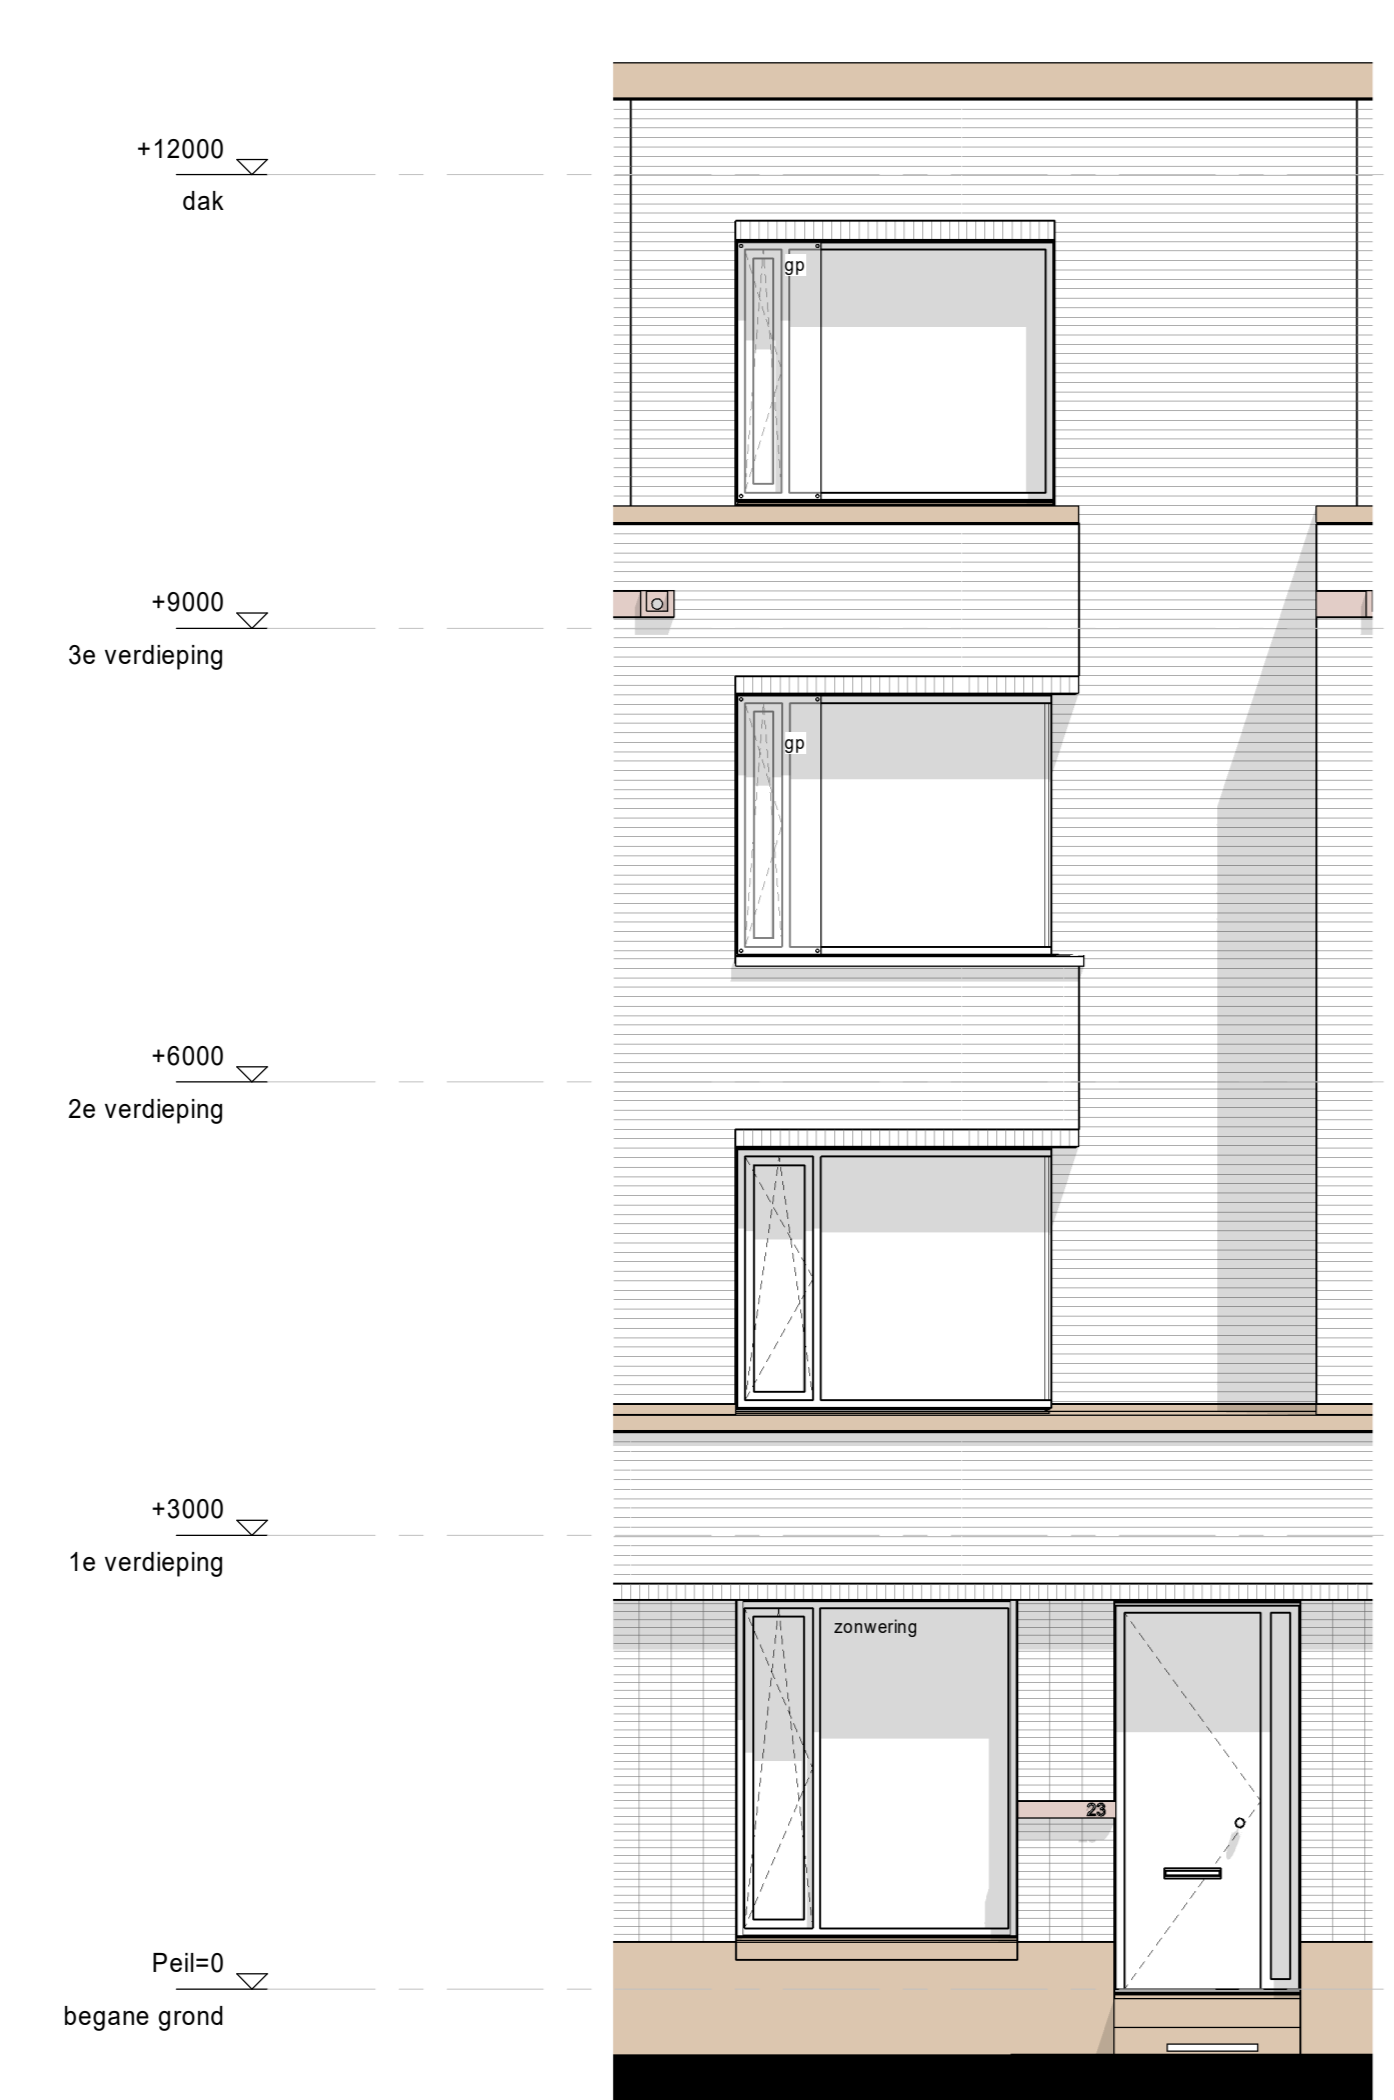 +12000
dak
gp
+9000
3e verdieping
gp
+6000
2e verdieping
+3000
1e verdieping
zonwering
23
Peil=0
begane grond